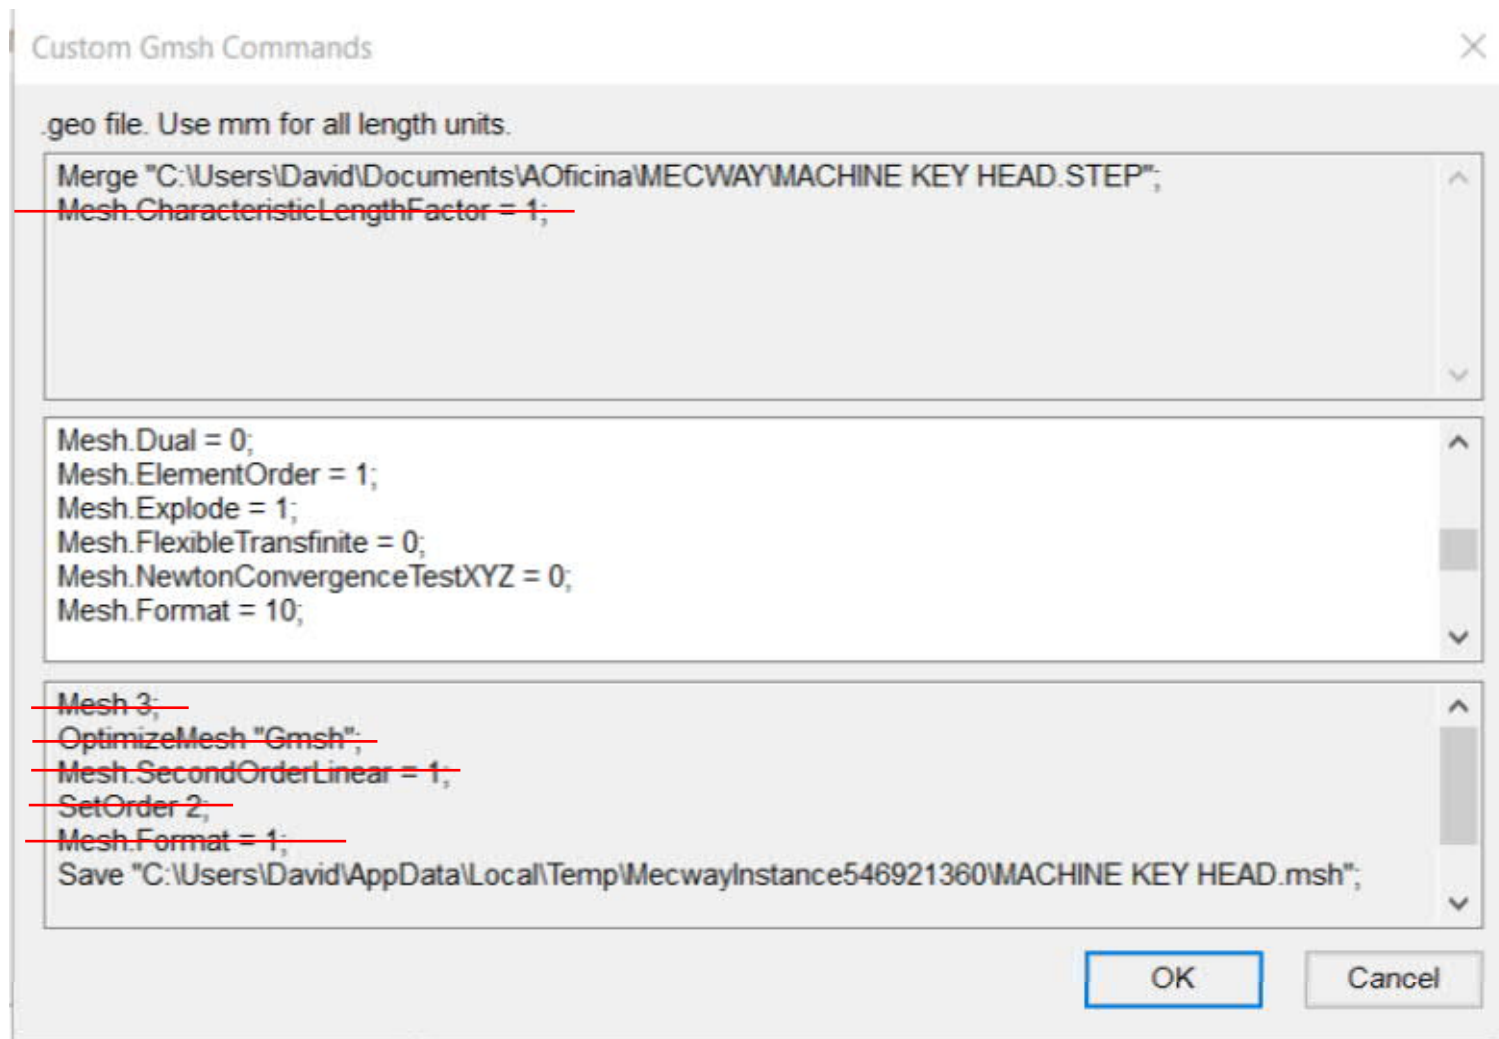 Custom Gmsh Commands
.geo file. Use mm for all length units.
Merge "C:\Users\David\Documents\AOficina\MECWAY\MACHINE KEY HEAD.STEP";
Mesh.CharacteristicLengthFactor = 1;
Mesh.Dual = 0;
Mesh.ElementOrder = 1;
Mesh.Explode = 1;
Mesh.FlexibleTransfinite = 0;
Mesh.NewtonConvergenceTestXYZ = 0;
Mesh.Format = 10;
Mesh 3;
OptimizeMesh "Gmsh";
Mesh.SecondOrderLinear = 1;
SetOrder 2;
Mesh.Format = 1;
Save "C:\Users\David\AppData\Local\Temp\MecwayInstance546921360\MACHINE KEY HEAD.msh";
OK
Cancel